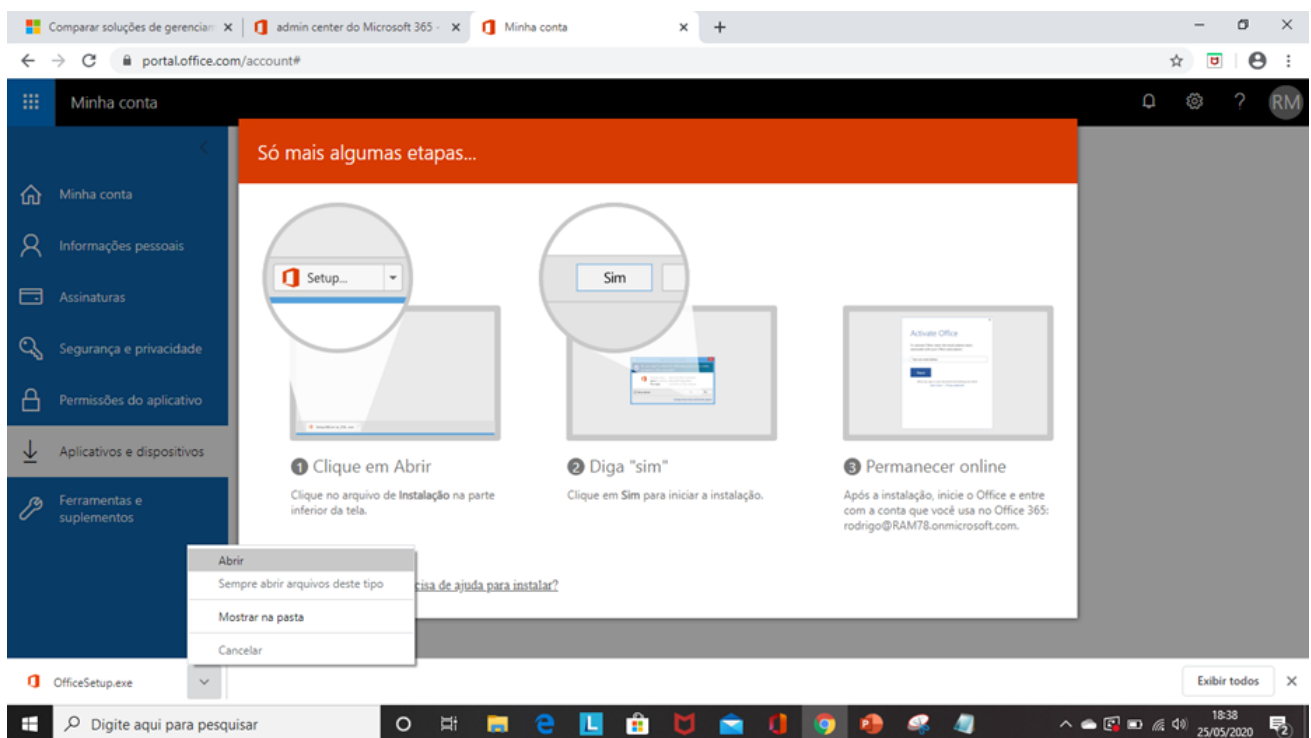 Comparar soluções de gerencian
admin center do Microsoft 365 -
Minha conta
portal.office.com/account#
Minha conta
RM
Só mais algumas etapas...
Minha conta
Informações pessoais
Assinaturas
Segurança e privacidade
Permissões do aplicativo
Aplicativos e dispositivos
Ferramentas e
suplementos
Setup...
Sim
Activate Office
1 Clique em Abrir
Clique no arquivo de Instalação na parte
inferior da tela.
2 Diga "sim"
Clique em Sim para iniciar a instalação.
3 Permanecer online
Após a instalação, inicie o Office e entre
com a conta que você usa no Office 365:
rodrigo@RAM78.onmicrosoft.com.
cisa de ajuda para instalar?
Abrir
Sempre abrir arquivos deste tipo
Mostrar na pasta
Cancelar
OfficeSetup.exe
Exibir todos
Digite aqui para pesquisar
L
18:38
25/05/2020
2